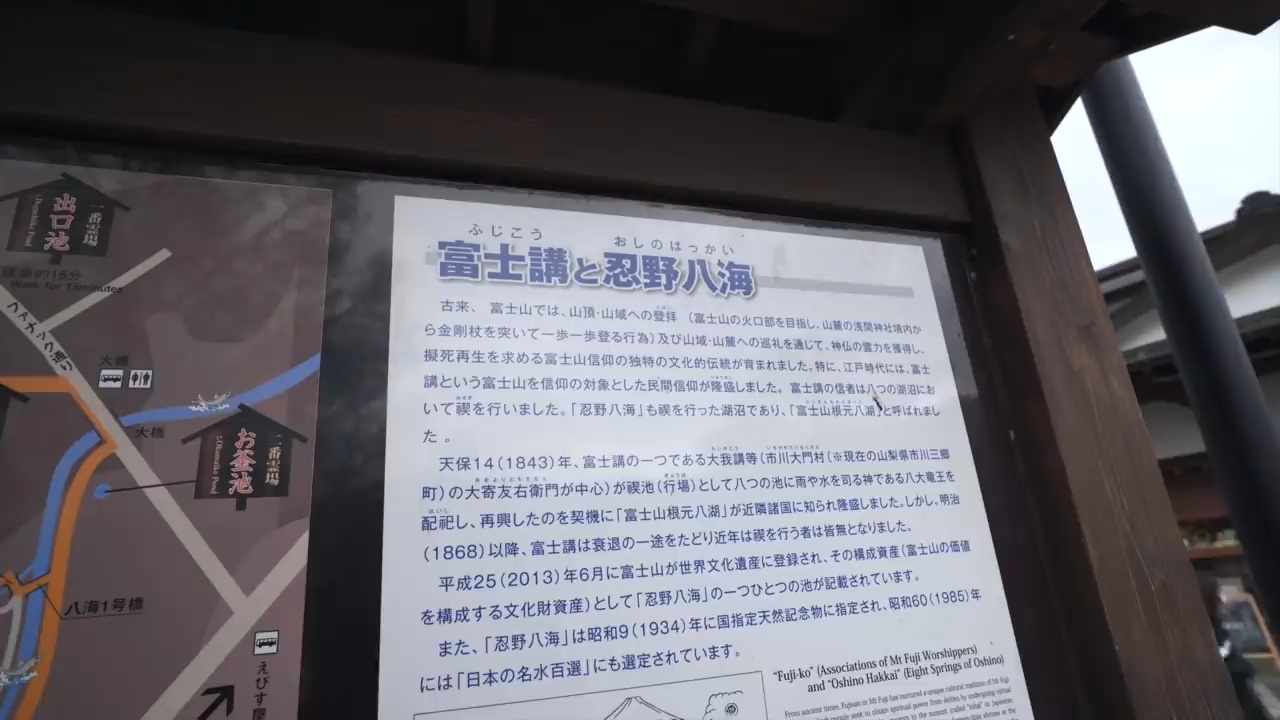 出口池
一番霊場
Deguchiike Pond
徒歩約15分
Walk for 15minutes
ファナック通り
大橋
大橋
お釜池
二番霊場
Okamaike Pond
八海1号橋
えびす屋
ふじこう おしのはっかい
富士講と忍野八海
古来、富士山では、山頂・山域への登拝(富士山の火口部を目指し、山麓の浅間神社境内か
ら金剛杖を突いて一歩一歩登る行為)及び山域・山麓への巡礼を通じて、神仏の霊力を獲得し、
擬死再生を求める富士山信仰の独特の文化的伝統が育まれました。特に、江戸時代には、富士
講という富士山を信仰の対象とした民間信仰が隆盛しました。富士講の信者は八つの湖沼にお
いて禊を行いました。「忍野八海」も禊を行った湖沼であり、「富士山根元八湖」と呼ばれまし
た。
天保14(1843)年、富士講の一つである大我講等(市川大門村(※現在の山梨県市川三郷
町)の大寄友右衛門が中心)が禊池(行場)として八つの池に雨や水を司る神である八大竜王を
配祀し、再興したのを契機に「富士山根元八湖」が近隣諸国に知られ隆盛しました。しかし、明治
(1868)以降、富士講は衰退の一途をたどり近年は禊を行う者は皆無となりました。
平成25(2013)年6月に富士山が世界文化遺産に登録され、その構成資産(富士山の価値
を構成する文化財資産)として「忍野八海」の一つひとつの池が記載されています。
また、「忍野八海」は昭和9(1934)年に国指定天然記念物に指定され、昭和60(1985)年
には「日本の名水百選」にも選定されています。
"Fuji-ko" (Associations of Mt Fuji Worshippers)
and "Oshino Hakkai" (Eight Springs of Oshino)
From ancient times, Fujisan or Mt Fuji has nurtured a unique cultural tradition of Mt Fuji